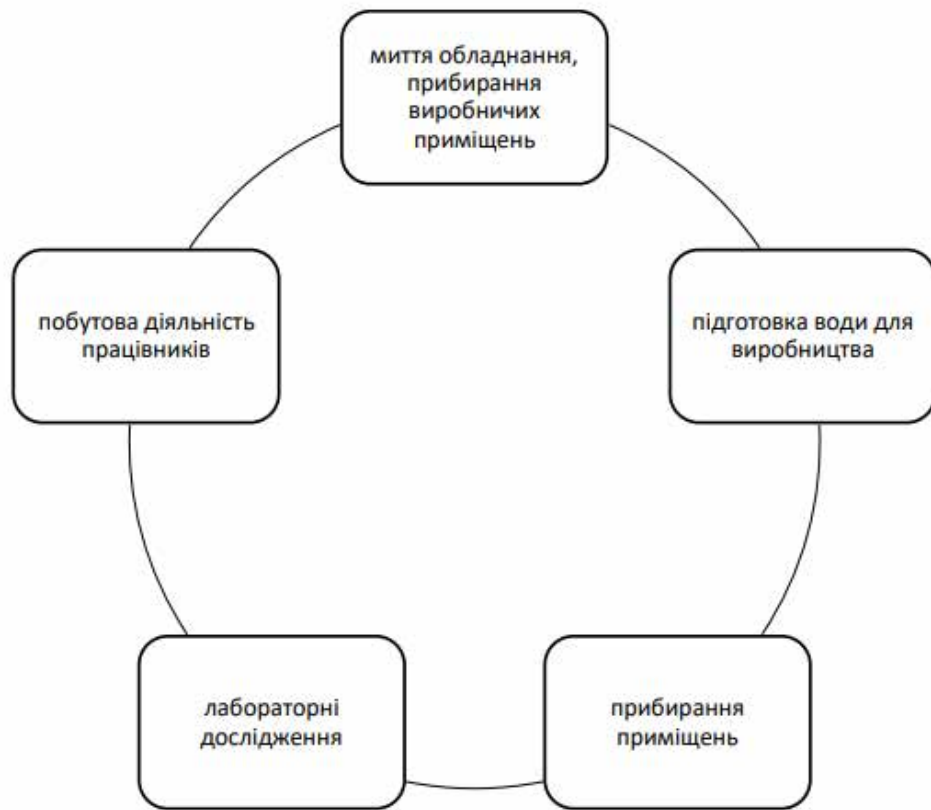 миття обладнання,
прибирання
виробничих
приміщень
побутова діяльність
працівників
підготовка води для
виробництва
лабораторні
дослідження
прибирання
приміщень